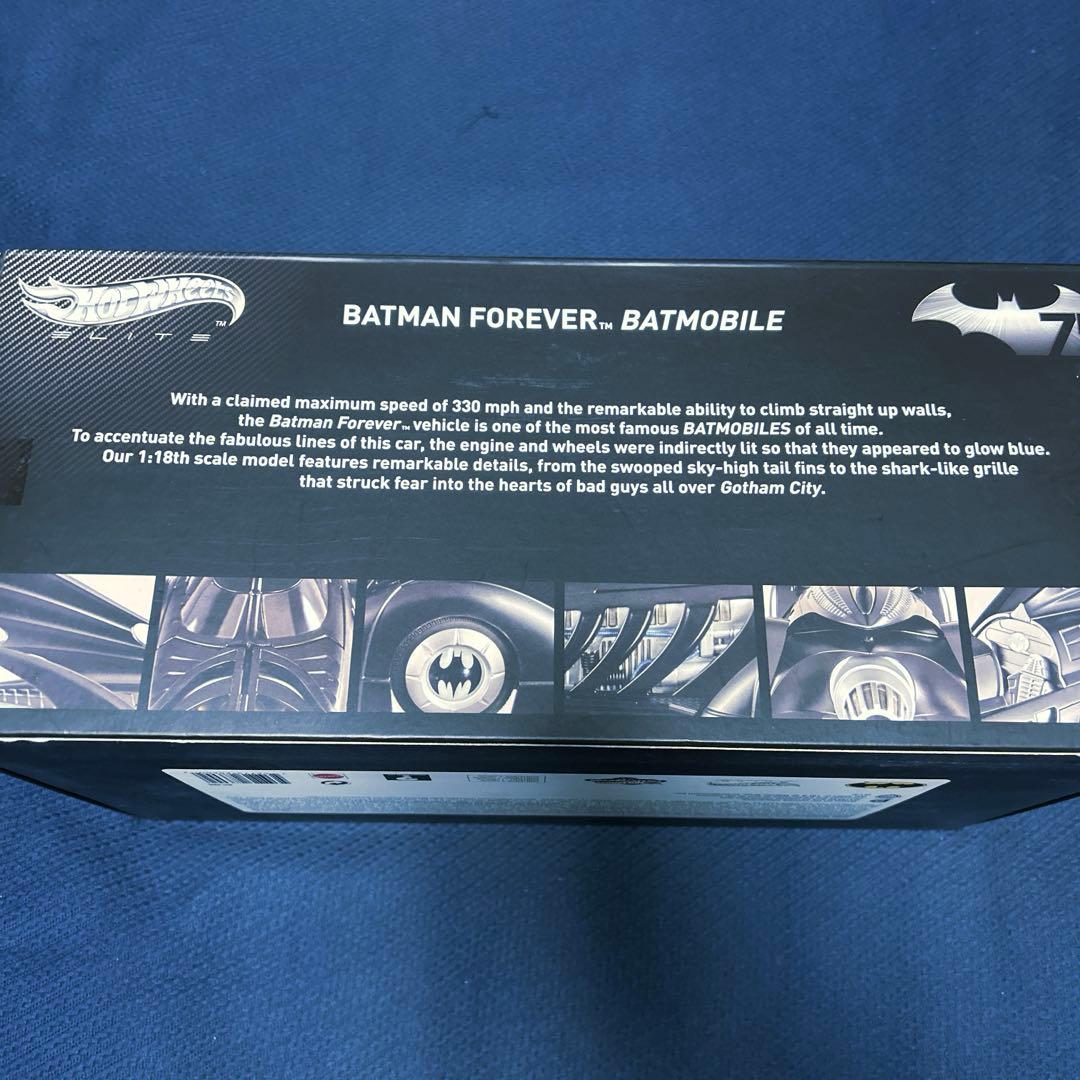 HOT WHEELS™
ELITE
BATMAN FOREVER™ BATMOBILE
7
With a claimed maximum speed of 330 mph and the remarkable ability to climb straight up walls,
the Batman Forever™ vehicle is one of the most famous BATMOBILES of all time.
To accentuate the fabulous lines of this car, the engine and wheels were indirectly lit so that they appeared to glow blue.
Our 1:18th scale model features remarkable details, from the swooped sky-high tail fins to the shark-like grille
that struck fear into the hearts of bad guys all over Gotham City.